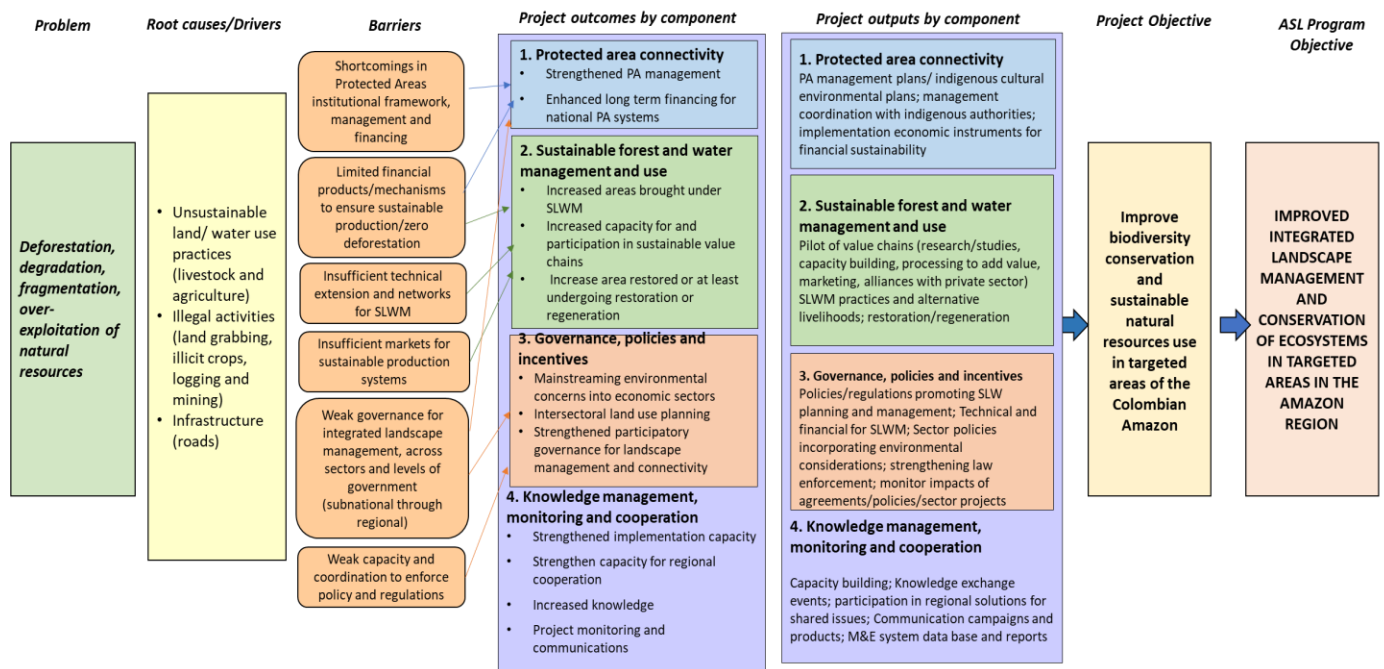 Problem
Root causes/Drivers
Barriers
Project outcomes by component
Project outputs by component
Project Objective
ASL Program
Objective
Deforestation,
degradation,
fragmentation,
over-
exploitation of
natural
resources
• Unsustainable
land/ water use
practices
(livestock and
agriculture)
• Illegal activities
(land grabbing,
illicit crops,
logging and
mining)
• Infrastructure
(roads)
Shortcomings in
Protected Areas
institutional framework,
management and
financing
Limited financial
products/mechanisms
to ensure sustainable
production/zero
deforestation
Insufficient technical
extension and networks
for SLWM
Insufficient markets for
sustainable production
systems
Weak governance for
integrated landscape
management, across
sectors and levels of
government
(subnational through
regional)
Weak capacity and
coordination to enforce
policy and regulations
1. Protected area connectivity
• Strengthened PA management
• Enhanced long term financing for
national PA systems
2. Sustainable forest and water
management and use
• Increased areas brought under
SLWM
• Increased capacity for and
participation in sustainable value
chains
• Increase area restored or at least
undergoing restoration or
regeneration
3. Governance, policies and
incentives
• Mainstreaming environmental
concerns into economic sectors
• Intersectoral land use planning
• Strengthened participatory
governance for landscape
management and connectivity
4. Knowledge management,
monitoring and cooperation
• Strengthened implementation capacity
• Strengthen capacity for regional
cooperation
• Increased knowledge
• Project monitoring and
communications
1. Protected area connectivity
PA management plans/ indigenous cultural
environmental plans; management
coordination with indigenous authorities;
implementation economic instruments for
financial sustainability
2. Sustainable forest and water
management and use
Pilot of value chains (research/studies,
capacity building, processing to add value,
marketing, alliances with private sector)
SLWM practices and alternative
livelihoods; restoration/regeneration
3. Governance, policies and incentives
Policies/regulations promoting SLW
planning and management; Technical and
financial for SLWM; Sector policies
incorporating environmental
considerations; strengthening law
enforcement; monitor impacts of
agreements/policies/sector projects
4. Knowledge management,
monitoring and cooperation
Capacity building; Knowledge exchange
events; participation in regional solutions for
shared issues; Communication campaigns and
products; M&E system data base and reports
Improve
biodiversity
conservation
and
sustainable
natural
resources use
in targeted
areas of the
Colombian
Amazon
IMPROVED
INTEGRATED
LANDSCAPE
MANAGEMENT
AND
CONSERVATION
OF ECOSYSTEMS
IN TARGETED
AREAS IN THE
AMAZON
REGION